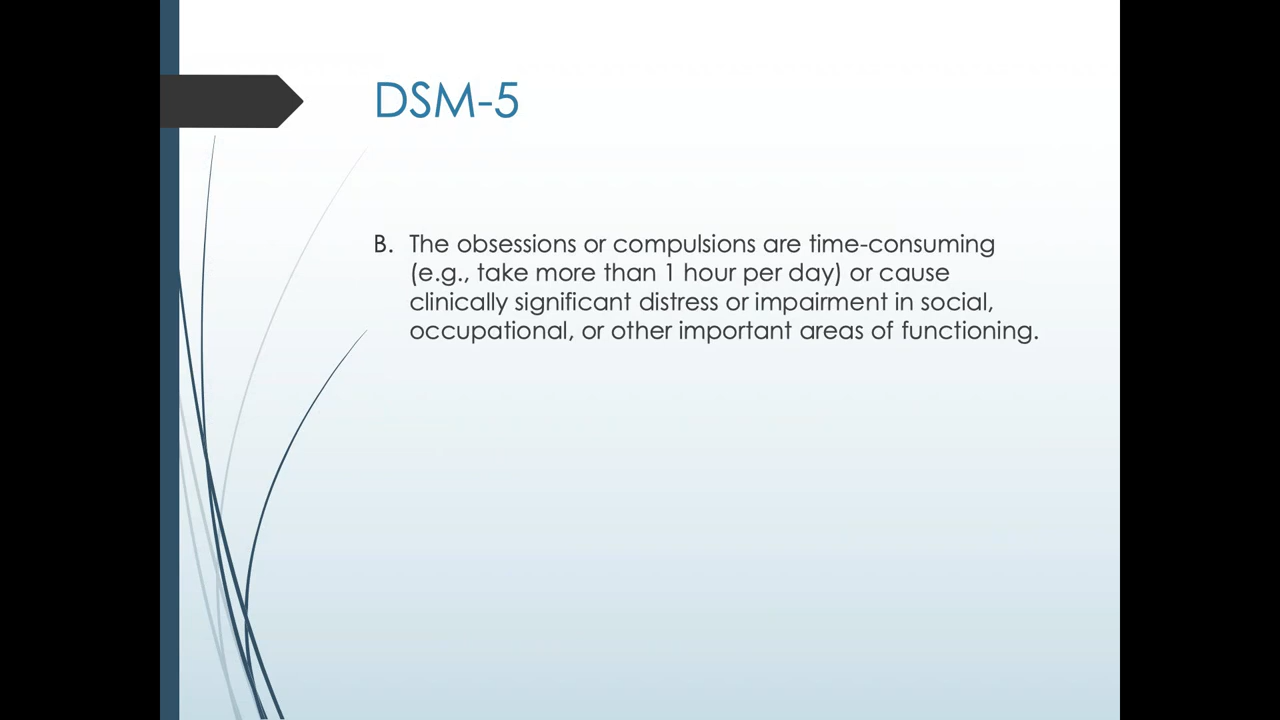 DSM-5
B. The obsessions or compulsions are time-consuming
(e.g., take more than 1 hour per day) or cause
clinically significant distress or impairment in social,
occupational, or other important areas of functioning.